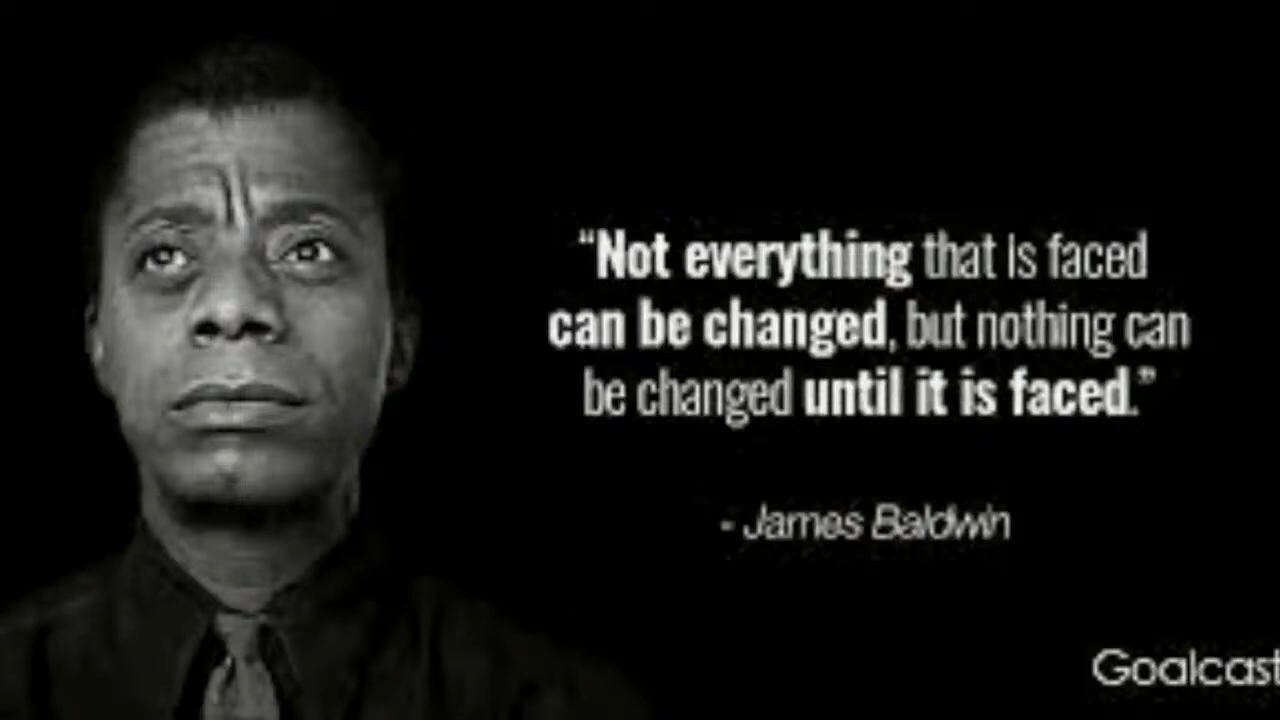 “Not everything that is faced
can be changed, but nothing can
be changed until it is faced.”
- James Baldwin
Goalcast